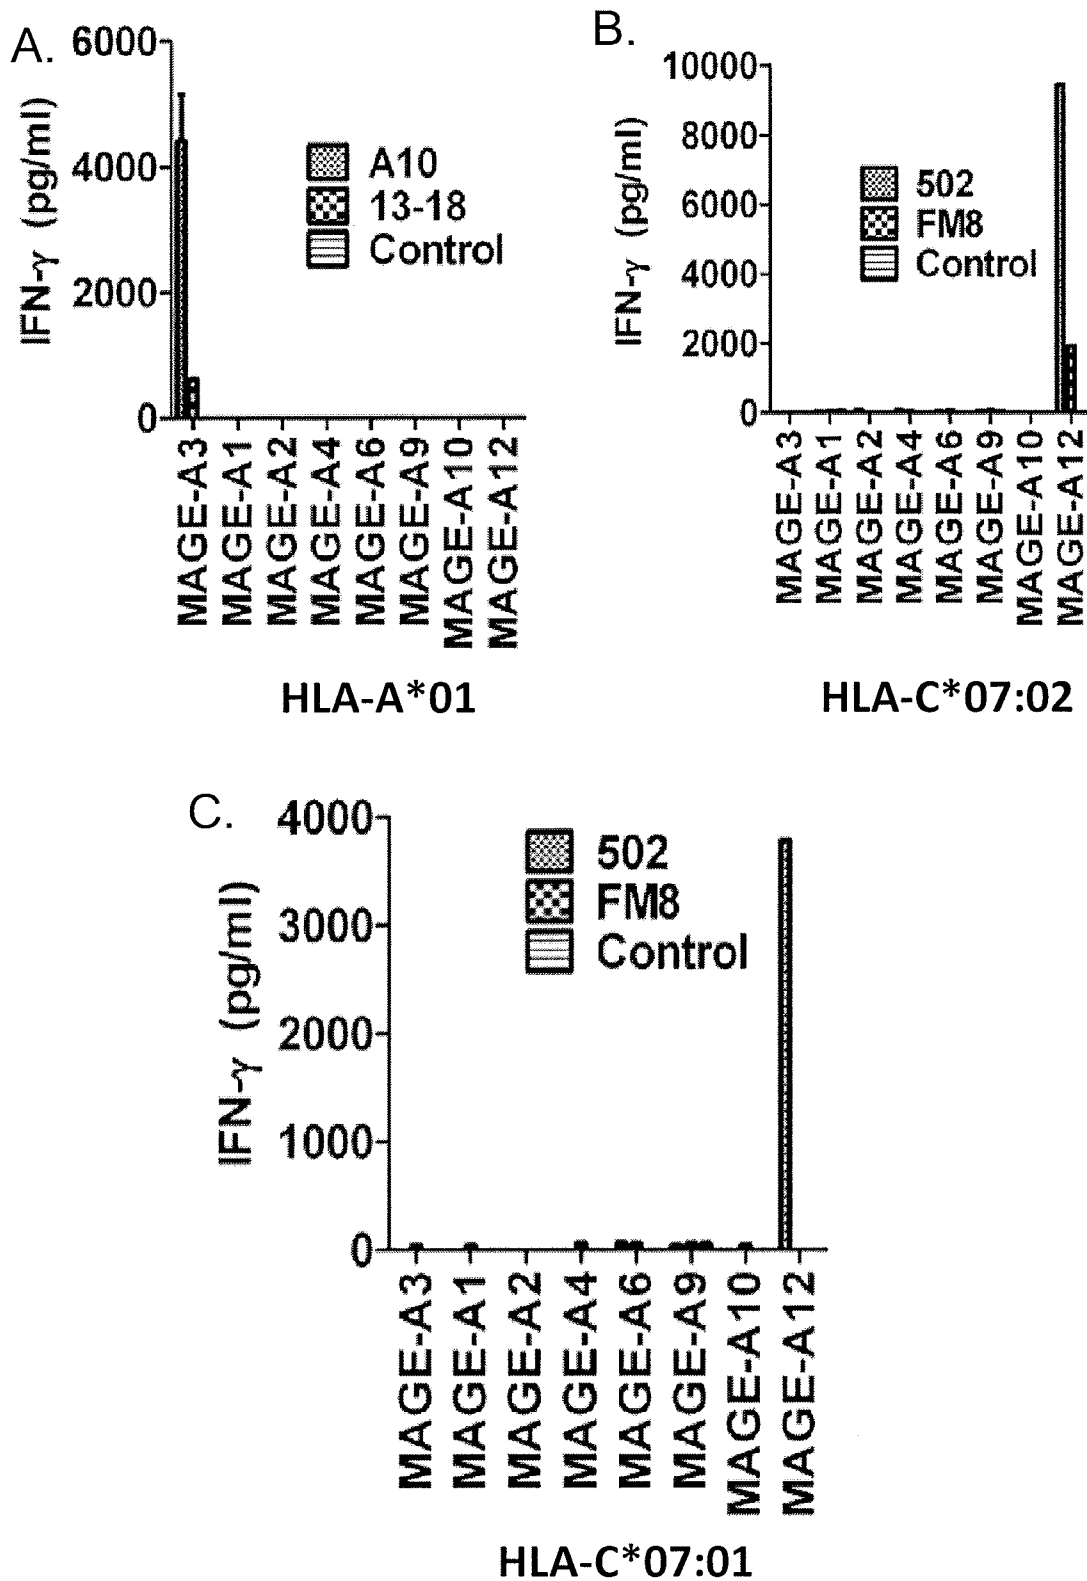 A.
IFN-γ (pg/ml)
6000
4000
2000
0
A10
13-18
Control
MAGE-A3
MAGE-A1
MAGE-A2
MAGE-A4
MAGE-A6
MAGE-A9
MAGE-A10
MAGE-A12
HLA-A*01
B.
IFN-γ (pg/ml)
10000
8000
6000
4000
2000
0
502
FM8
Control
MAGE-A3
MAGE-A1
MAGE-A2
MAGE-A4
MAGE-A6
MAGE-A9
MAGE-A10
MAGE-A12
HLA-C*07:02
C.
IFN-γ (pg/ml)
4000
3000
2000
1000
0
502
FM8
Control
MAGE-A3
MAGE-A1
MAGE-A2
MAGE-A4
MAGE-A6
MAGE-A9
MAGE-A10
MAGE-A12
HLA-C*07:01